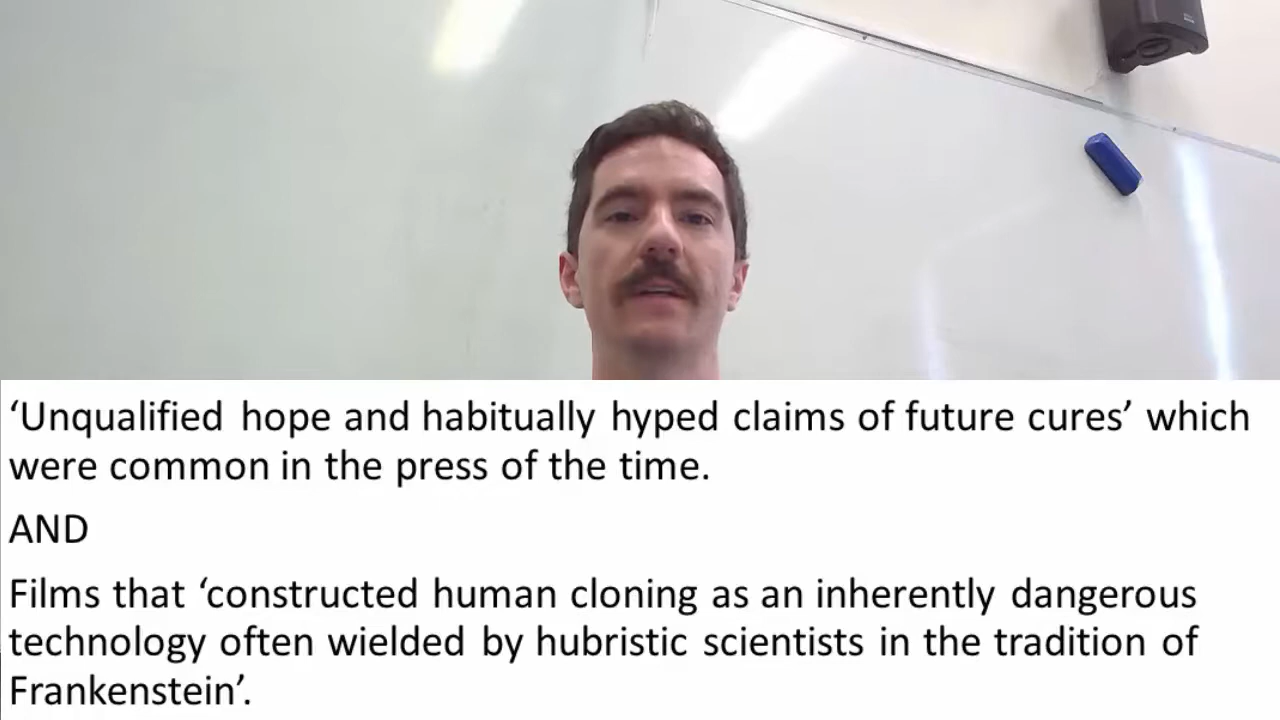 ‘Unqualified hope and habitually hyped claims of future cures’ which
were common in the press of the time.
AND
Films that ‘constructed human cloning as an inherently dangerous
technology often wielded by hubristic scientists in the tradition of
Frankenstein’.